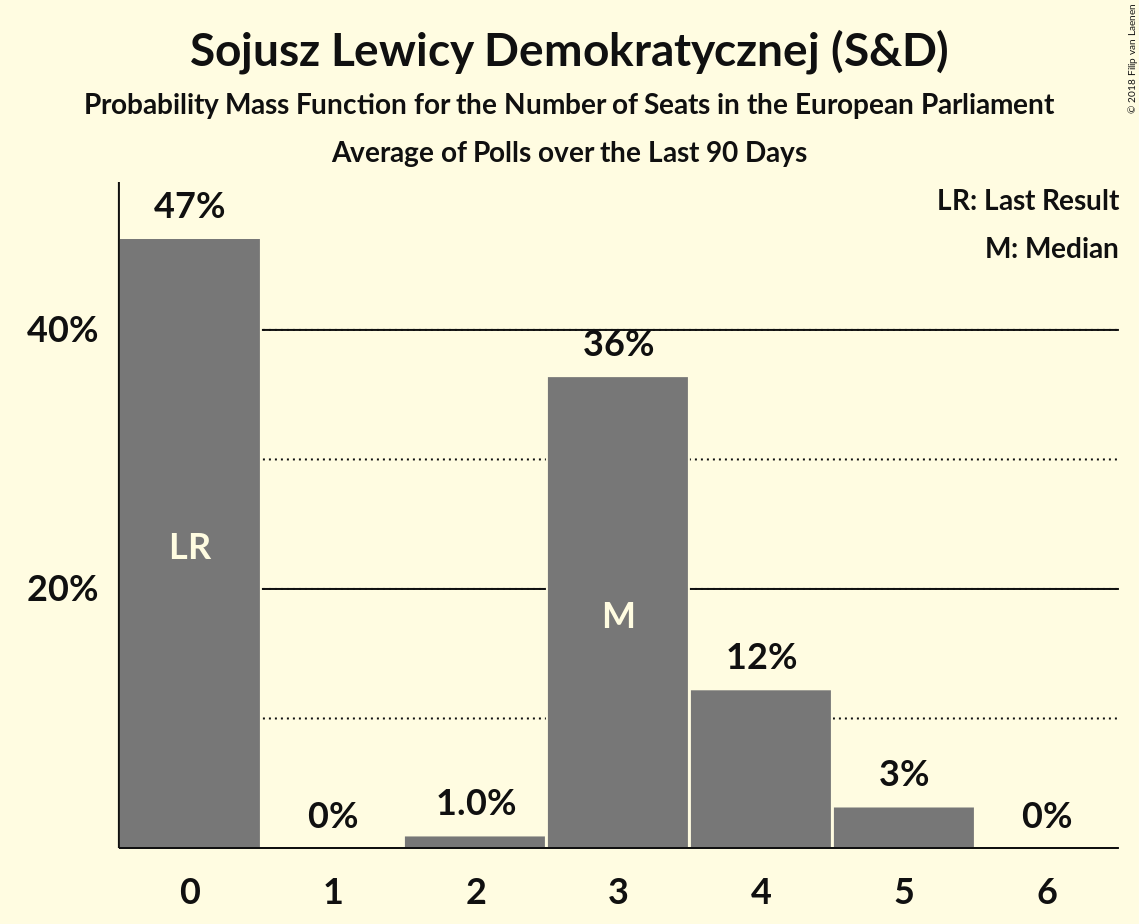 Sojusz Lewicy Demokratycznej (S&D)
Probability Mass Function for the Number of Seats in the European Parliament
Average of Polls over the Last 90 Days
© 2018 Filip van Laenen
LR: Last Result
M: Median
47%
40%
36%
LR
20%
M
12%
3%
1.0%
0%
0%
0 1 2 3 4 5 6